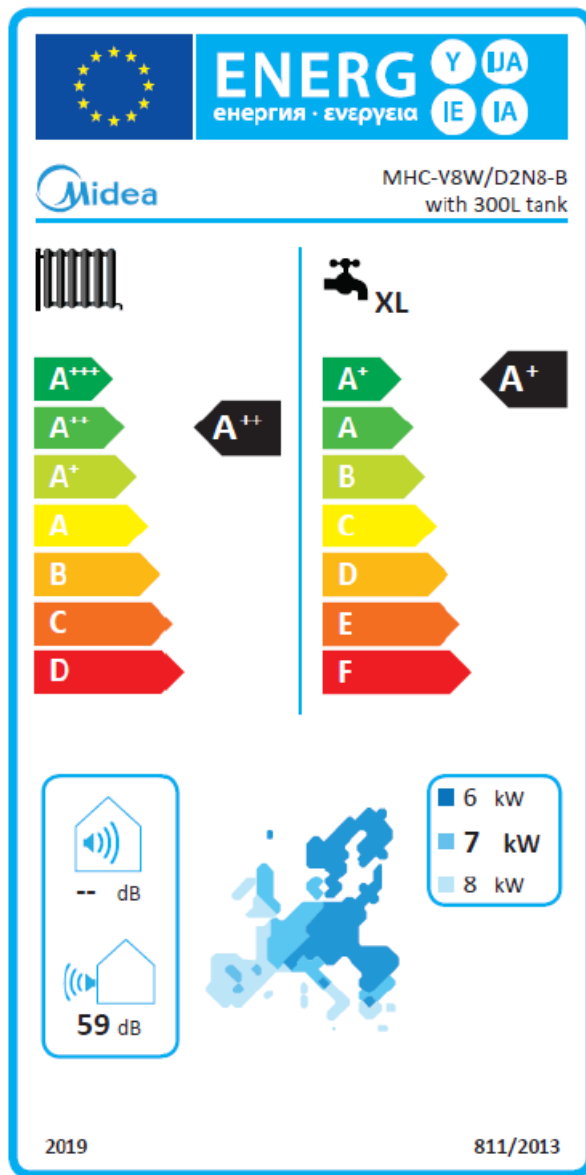 ENERG
енергия · ενεργεια
Y
IJA
IE
IA
Midea
MHC-V8W/D2N8-B
with 300L tank
XL
A+++
A++
A+
A
B
C
D
A++
A+
A
B
C
D
E
F
A+
-- dB
59 dB
6 kW
7 kW
8 kW
2019
811/2013